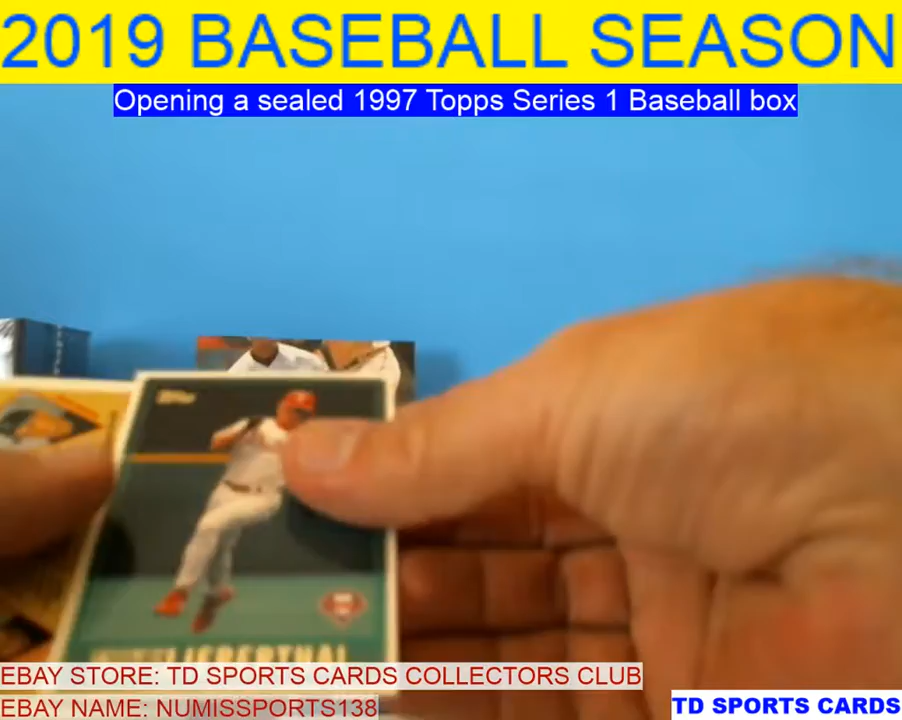 2019 BASEBALL SEASON
Opening a sealed 1997 Topps Series 1 Baseball box
Topps
EBAY STORE: TD SPORTS CARDS COLLECTORS CLUB
EBAY NAME: NUMISSPORTS138
TD SPORTS CARDS